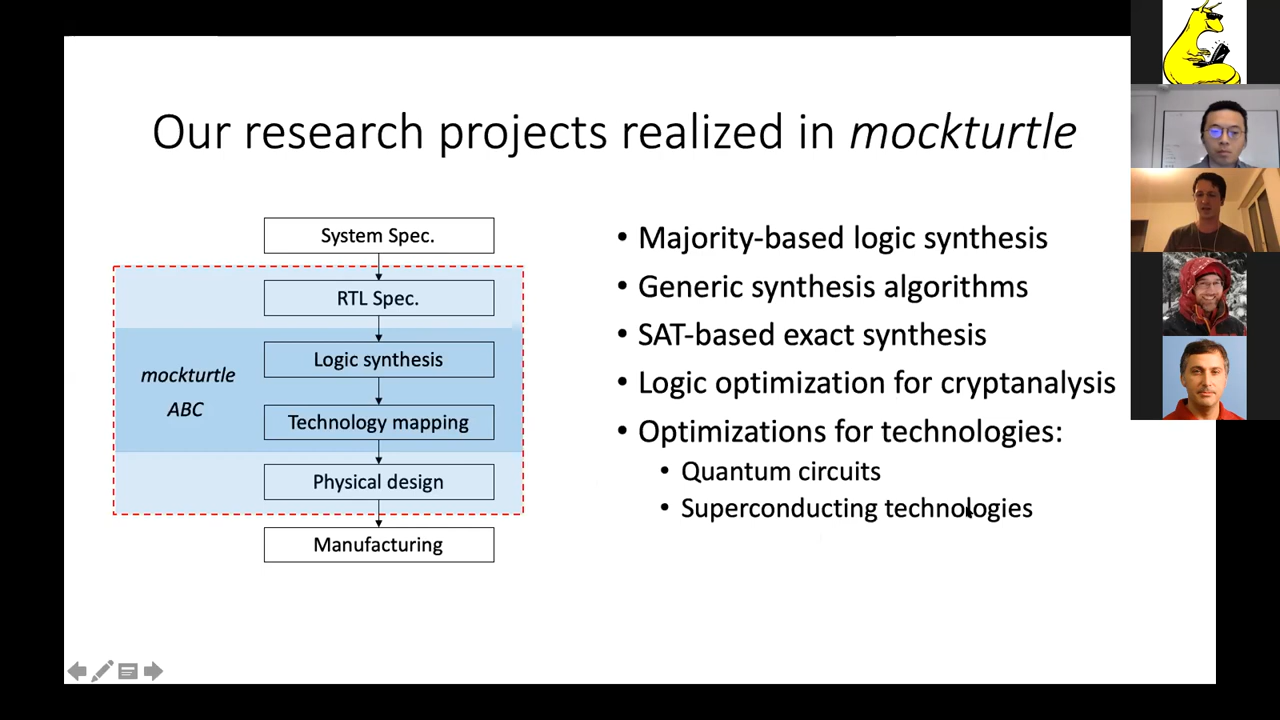 Our research projects realized in mockturtle
System Spec.
RTL Spec.
Logic synthesis
Technology mapping
Physical design
Manufacturing
mockturtle
ABC
• Majority-based logic synthesis
• Generic synthesis algorithms
• SAT-based exact synthesis
• Logic optimization for cryptanalysis
• Optimizations for technologies:
• Quantum circuits
• Superconducting technologies